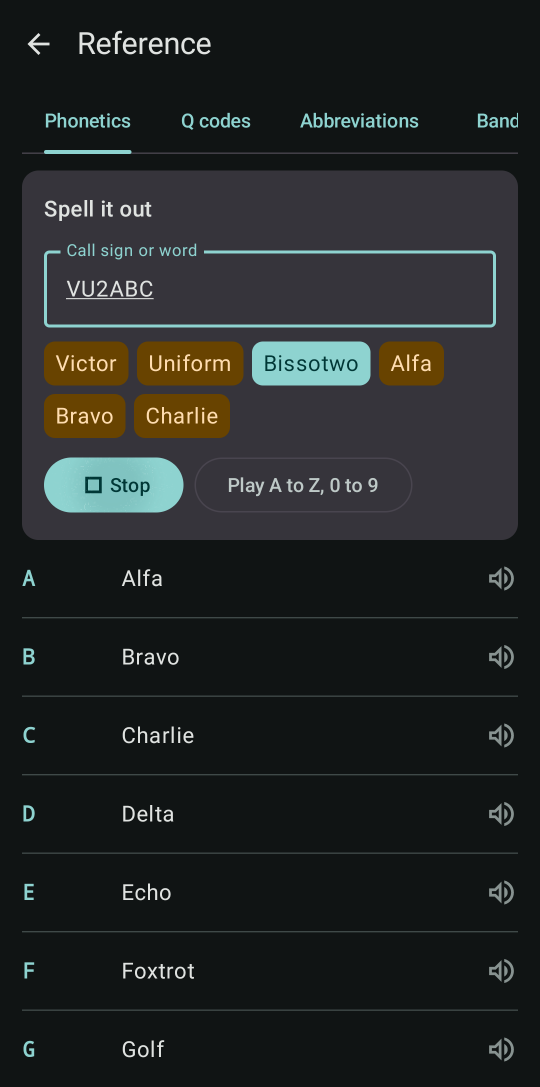 Reference
Phonetics Q codes Abbreviations Band
Spell it out
Call sign or word
VU2ABC
Victor Uniform Bissotwo Alfa
Bravo Charlie
Stop Play A to Z, 0 to 9
A Alfa
B Bravo
C Charlie
D Delta
E Echo
F Foxtrot
G Golf